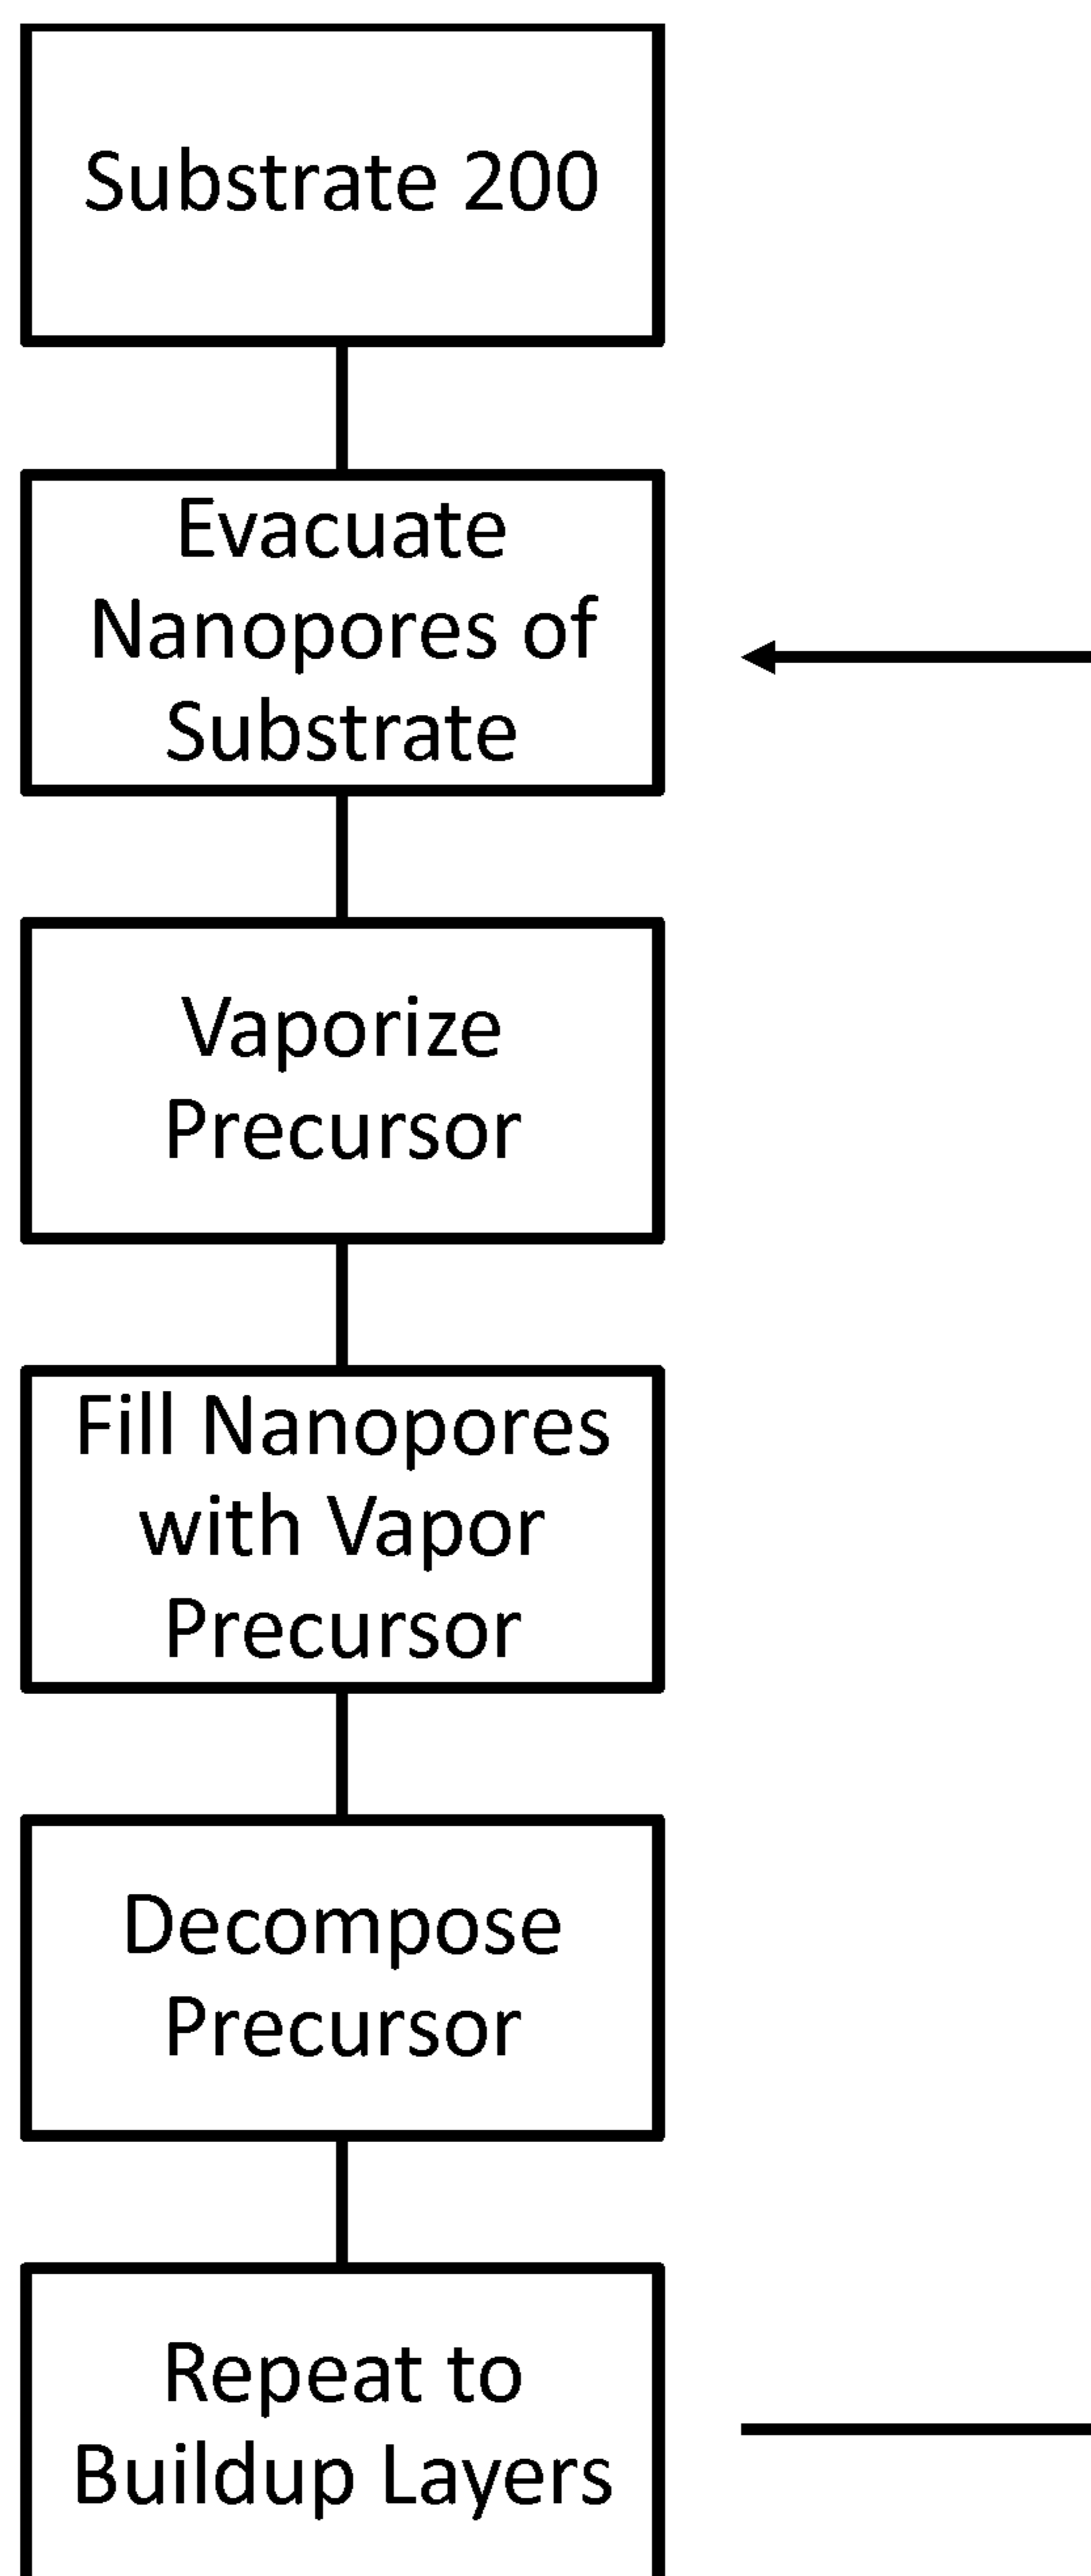 Substrate 200
Evacuate
Nanopores of
Substrate
Vaporize
Precursor
Fill Nanopores
with Vapor
Precursor
Decompose
Precursor
Repeat to
Buildup Layers